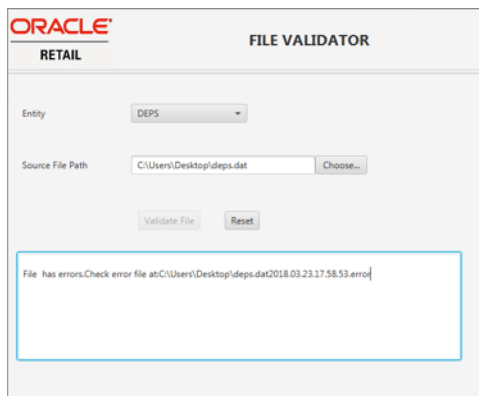 ORACLE
RETAIL
FILE VALIDATOR
Entity
DEPS
Source File Path
C:\Users\Desktop\deps.dat
Choose...
Validate File
Reset
File has errors.Check error file at:C:\Users\Desktop\deps.dat2018.03.23.17.58.53.error